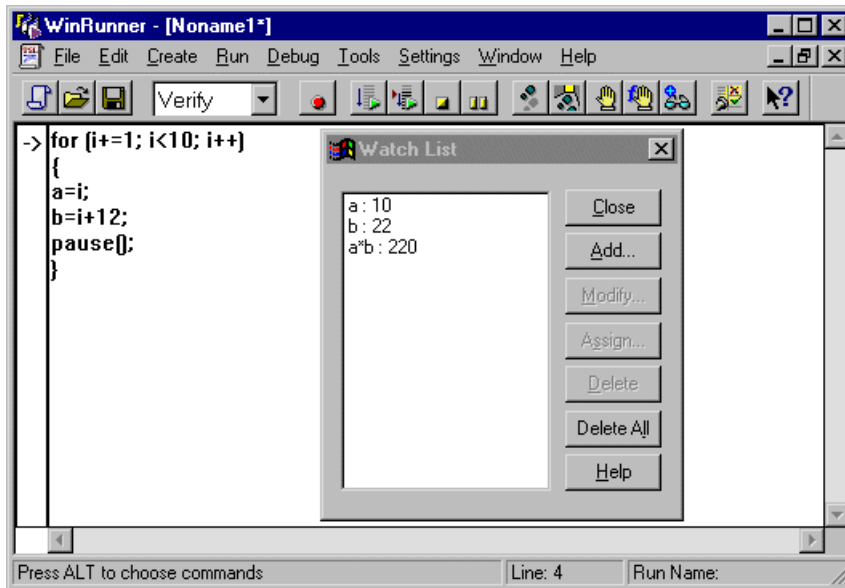 WinRunner - [Noname1*]
File Edit Create Run Debug Tools Settings Window Help
Verify
-> for (i+=1; i<10; i++)
{
a=i;
b=i+12;
pause();
}
Watch List
a : 10
b : 22
a*b : 220
Close
Add...
Modify...
Assign...
Delete
Delete All
Help
Press ALT to choose commands
Line: 4
Run Name: